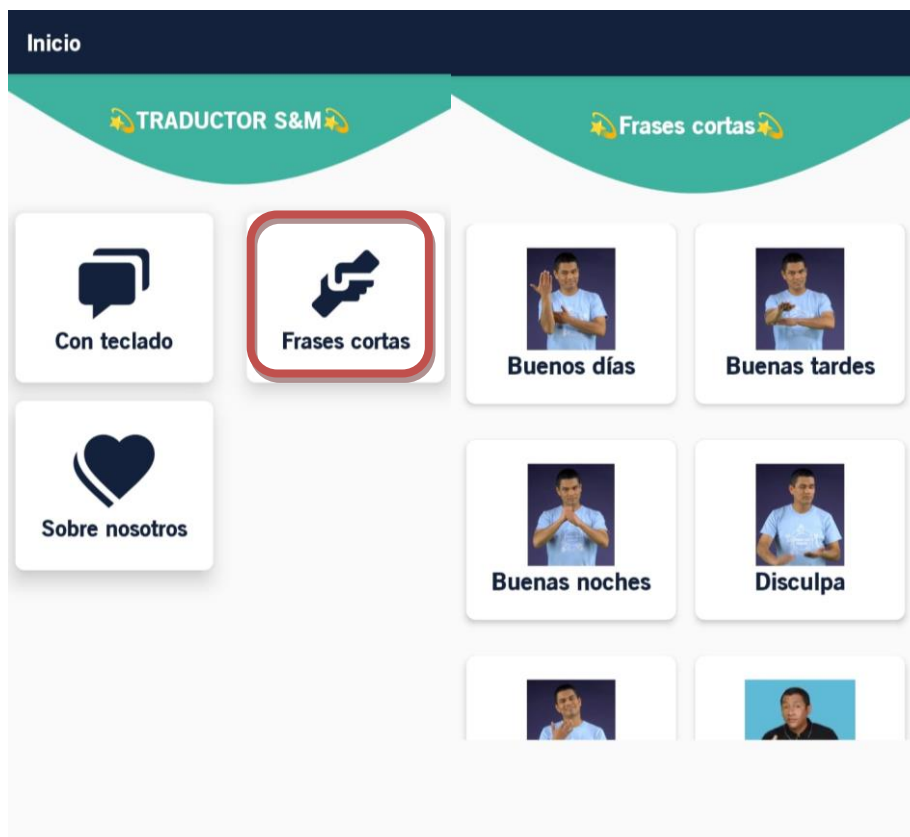 Inicio
💫TRADUCTOR S&M💫
Con teclado
Frases cortas
Sobre nosotros
💫Frases cortas💫
Buenos días
Buenas tardes
Buenas noches
Disculpa